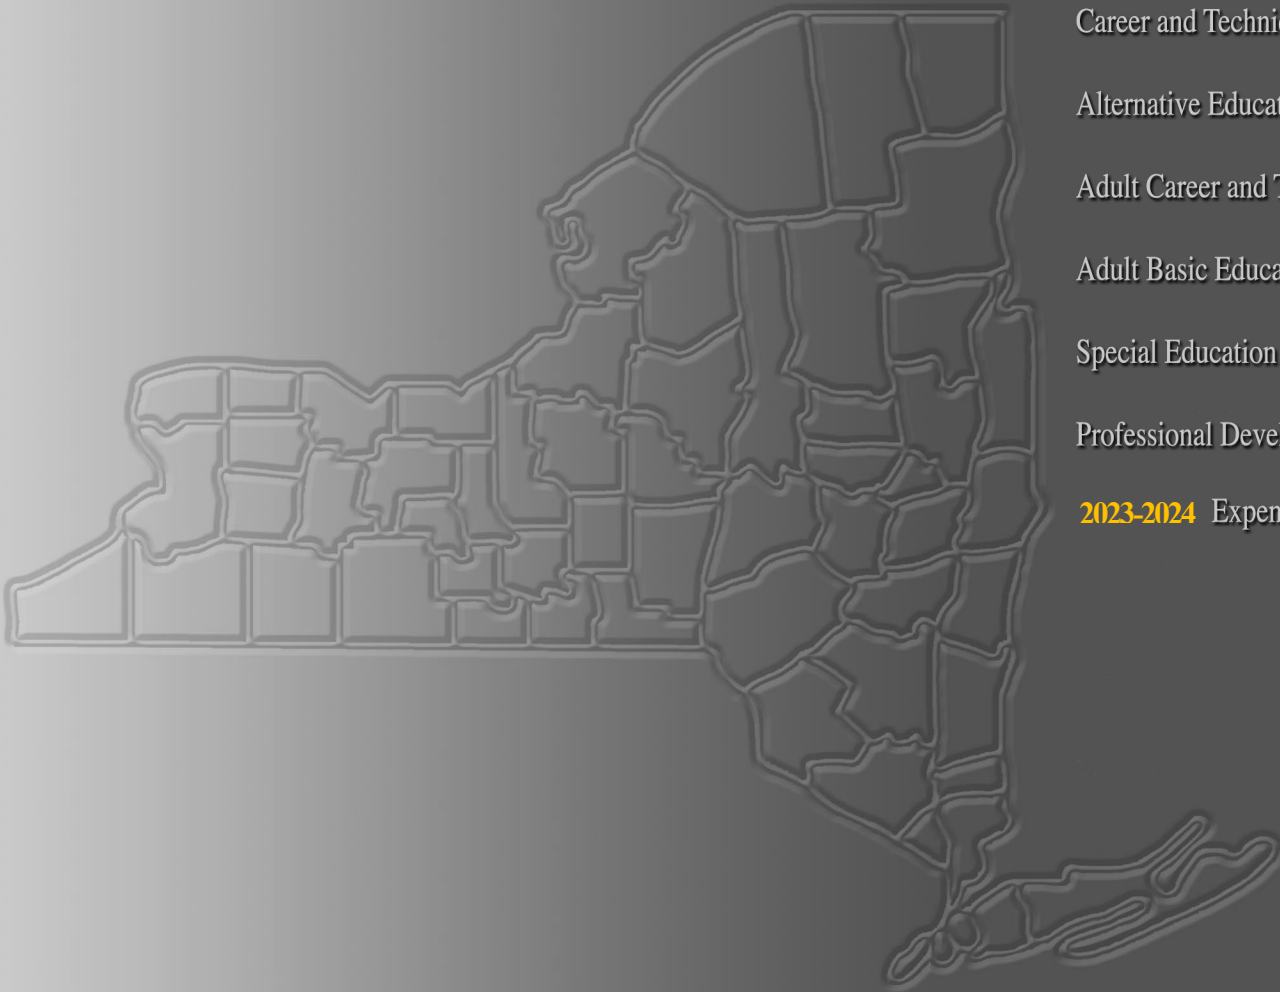 Career and Techni
Alternative Educat
Adult Career and T
Adult Basic Educa
Special Education
Professional Devel
2023-2024 Expen